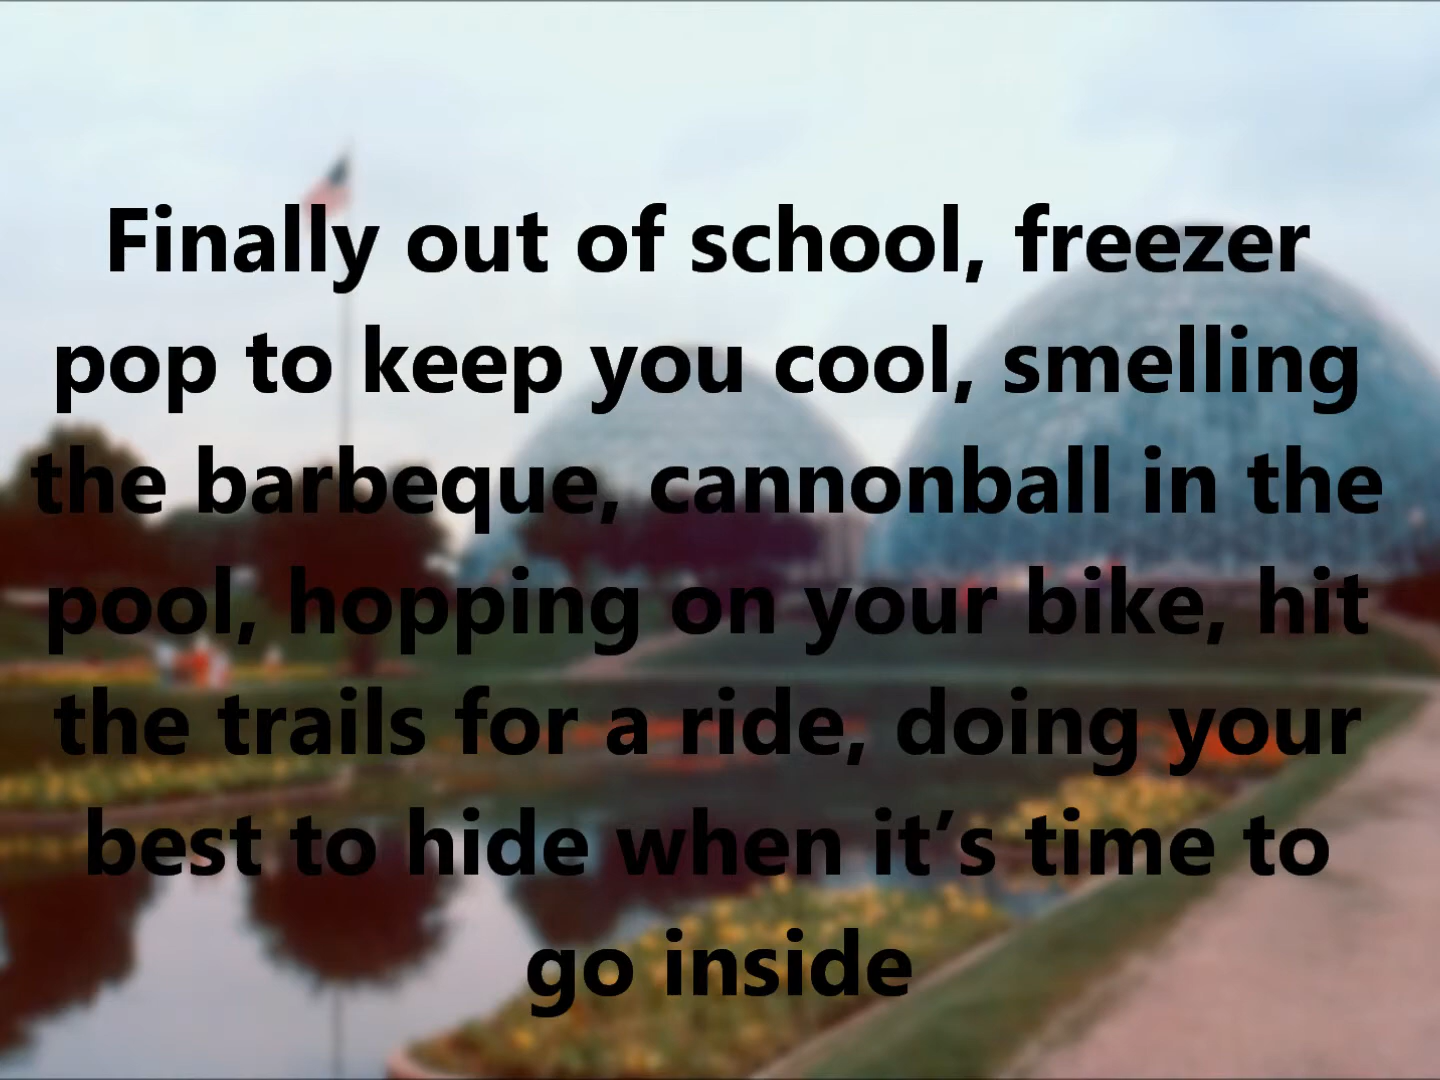 Finally out of school, freezer
pop to keep you cool, smelling
the barbeque, cannonball in the
pool, hopping on your bike, hit
the trails for a ride, doing your
best to hide when it’s time to
go inside